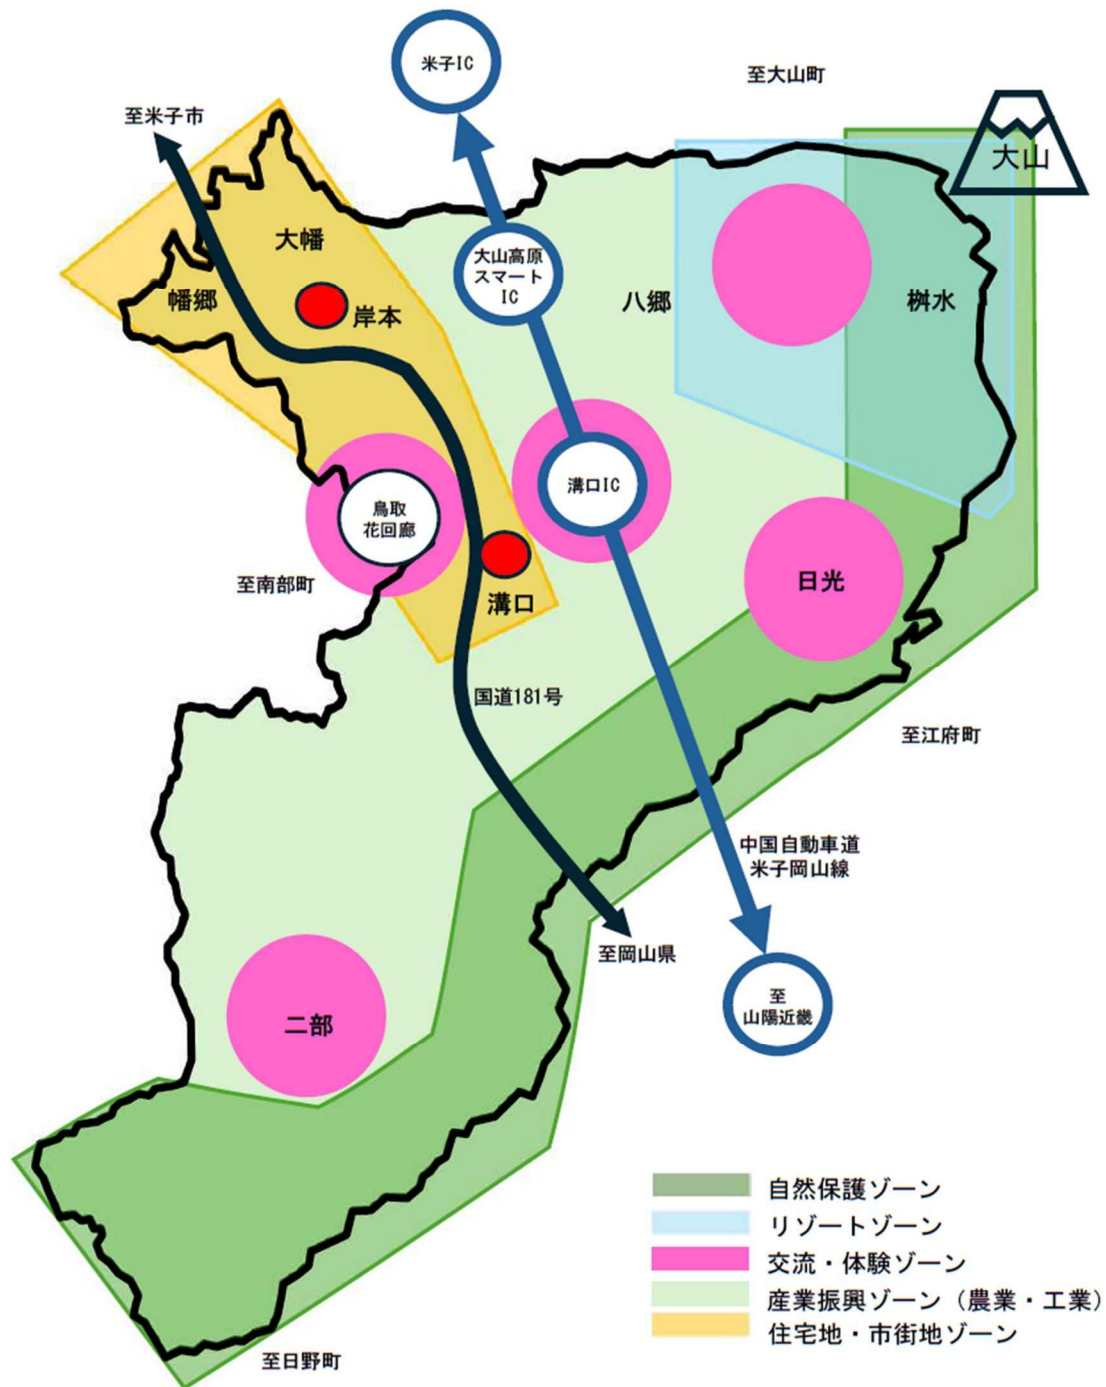 米子IC
至大山町
至米子市
大山
大幡
大山高原
スマート
IC
幡郷
岸本
八郷
桝水
溝口IC
鳥取
花回廊
至南部町
日光
溝口
国道181号
至江府町
中国自動車道
米子岡山線
至岡山県
至
山陽近畿
二部
自然保護ゾーン
リゾートゾーン
交流・体験ゾーン
産業振興ゾーン（農業・工業）
住宅地・市街地ゾーン
至日野町